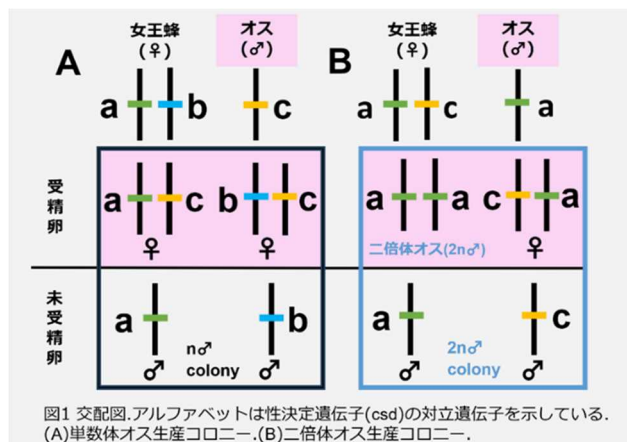 A
女王蜂
(♀)
オス
(♂)
a
b
c
B
女王蜂
(♀)
オス
(♂)
a
c
a
受精卵
a
c
b
c
♀
♀
a
a
c
a
二倍体オス(2n♂)
♀
未受精卵
a
b
♂
n♂
colony
♂
a
c
♂
2n♂
colony
♂
図1 交配図.アルファベットは性決定遺伝子(csd)の対立遺伝子を示している.
(A)単数体オス生産コロニー.(B)二倍体オス生産コロニー.